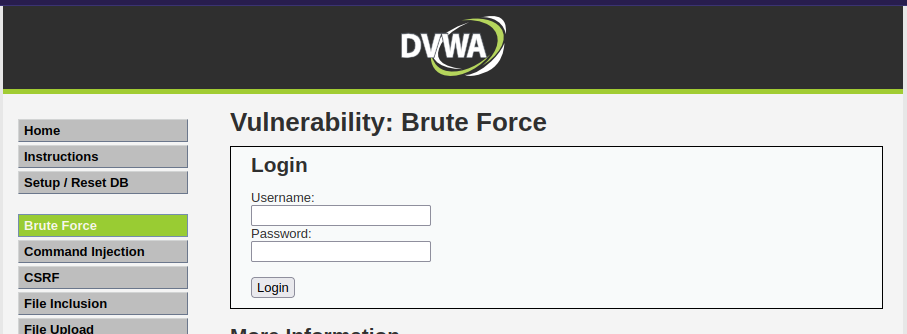 DVWA
Home
Instructions
Setup / Reset DB
Brute Force
Command Injection
CSRF
File Inclusion
File Upload
Vulnerability: Brute Force
Login
Username:
Password:
Login
More Information